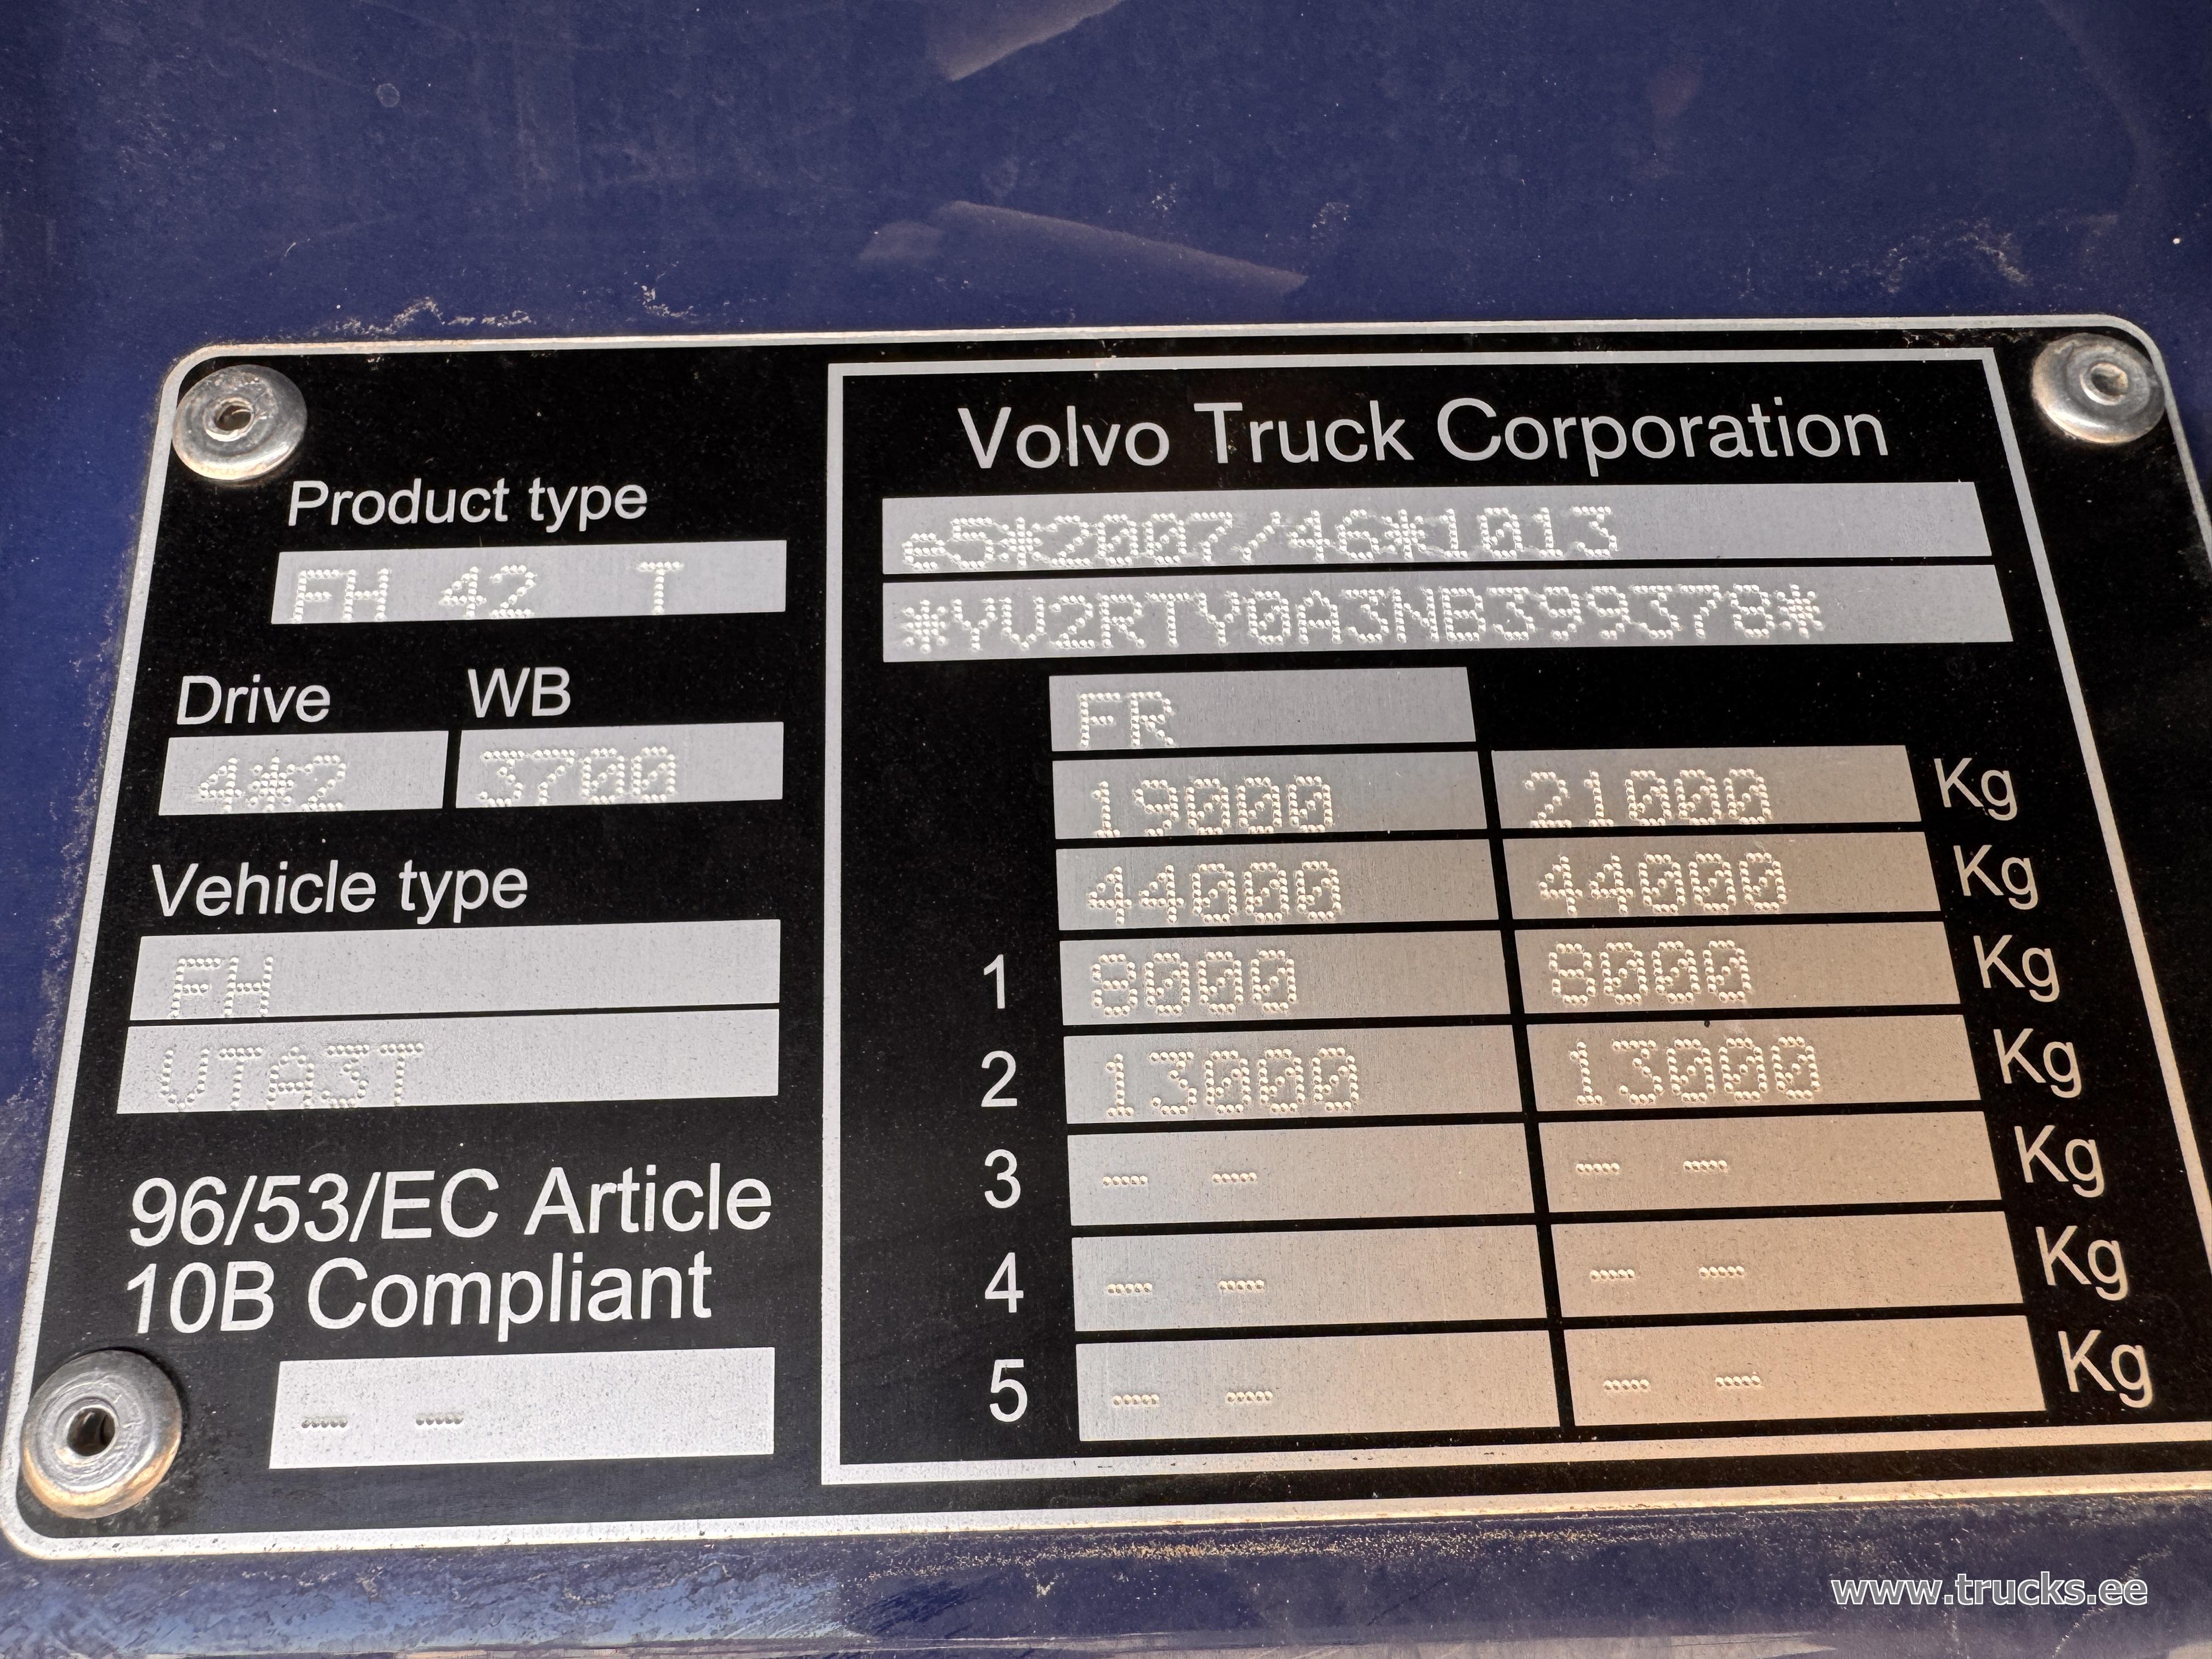 Product type
FH 42 T
Drive WB
4*2 3700
Vehicle type
FH
VTA3T
96/53/EC Article
10B Compliant
- -
Volvo Truck Corporation
e5*2007/46*1013
*YV2RTY0A3NB399378*
FR
19000 21000 Kg
44000 44000 Kg
1 8000 8000 Kg
2 13000 13000 Kg
3 - - - - Kg
4 - - - - Kg
5 - - - - Kg
www.trucks.ee